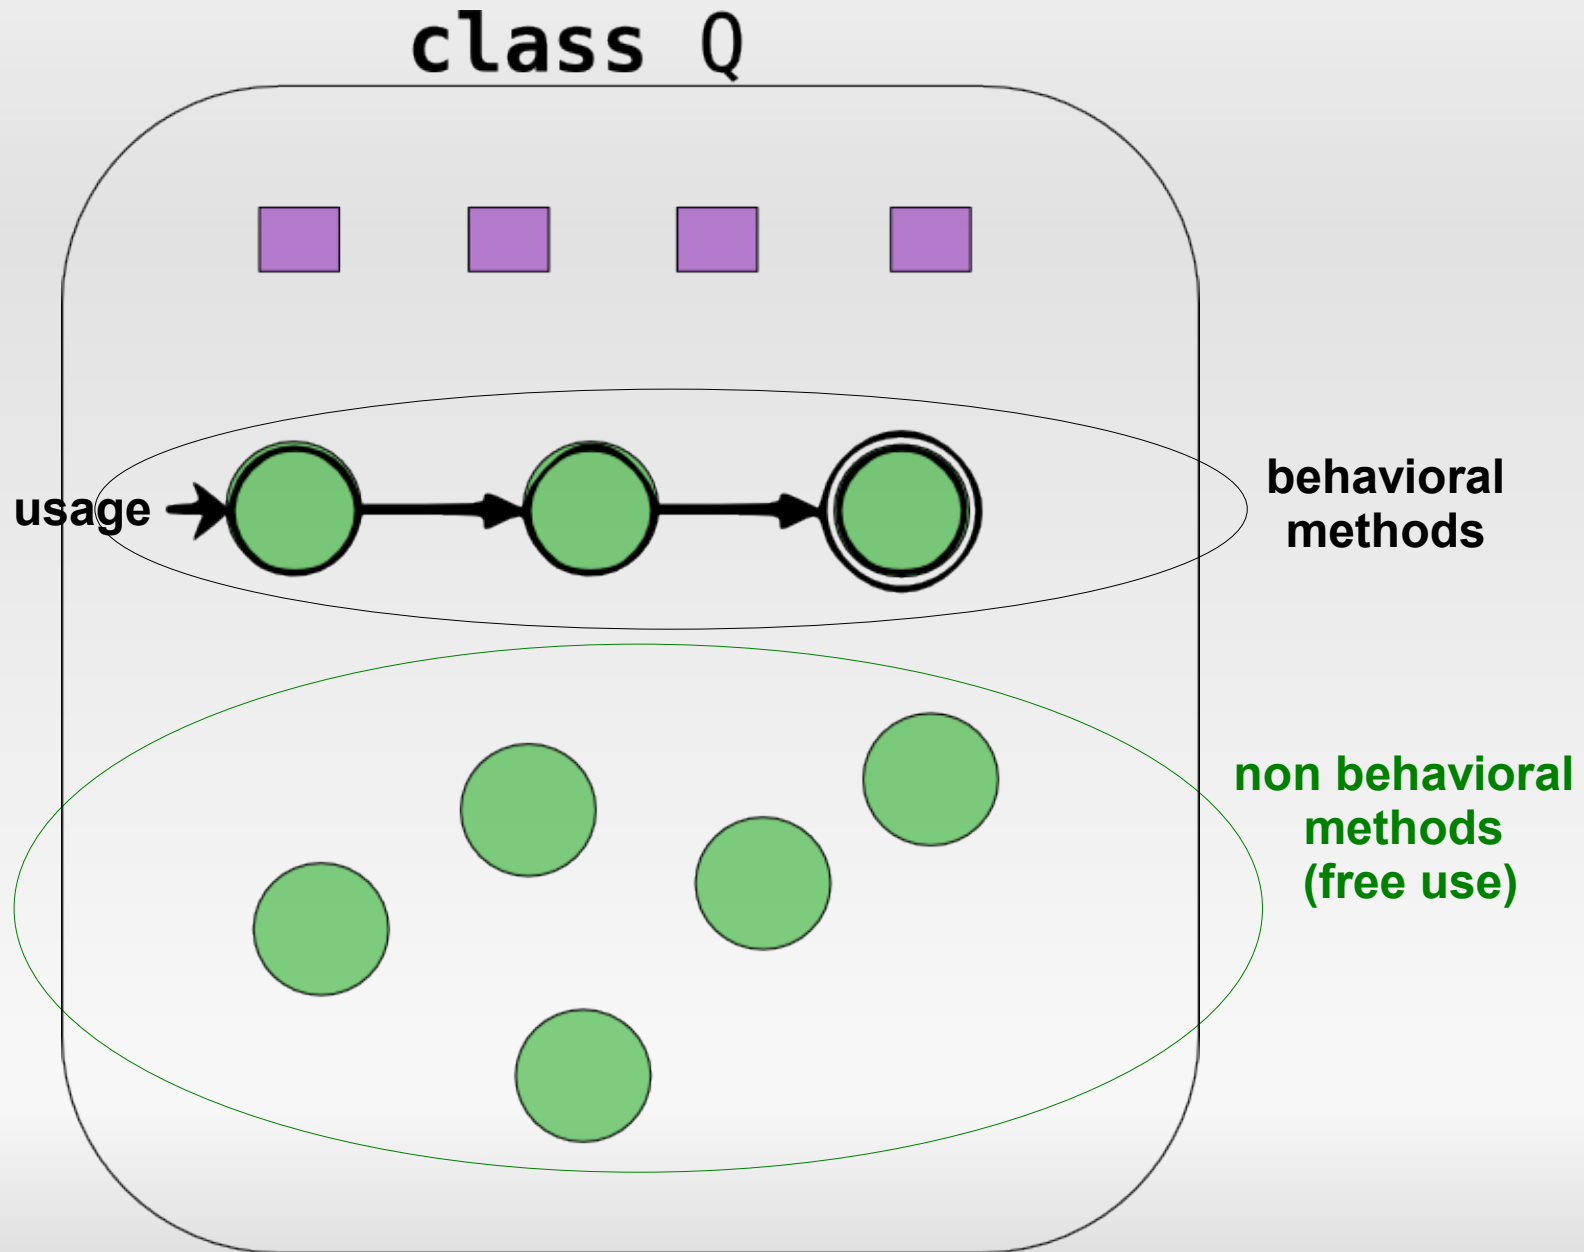 class Q
usage
behavioral
methods
non behavioral
methods
(free use)